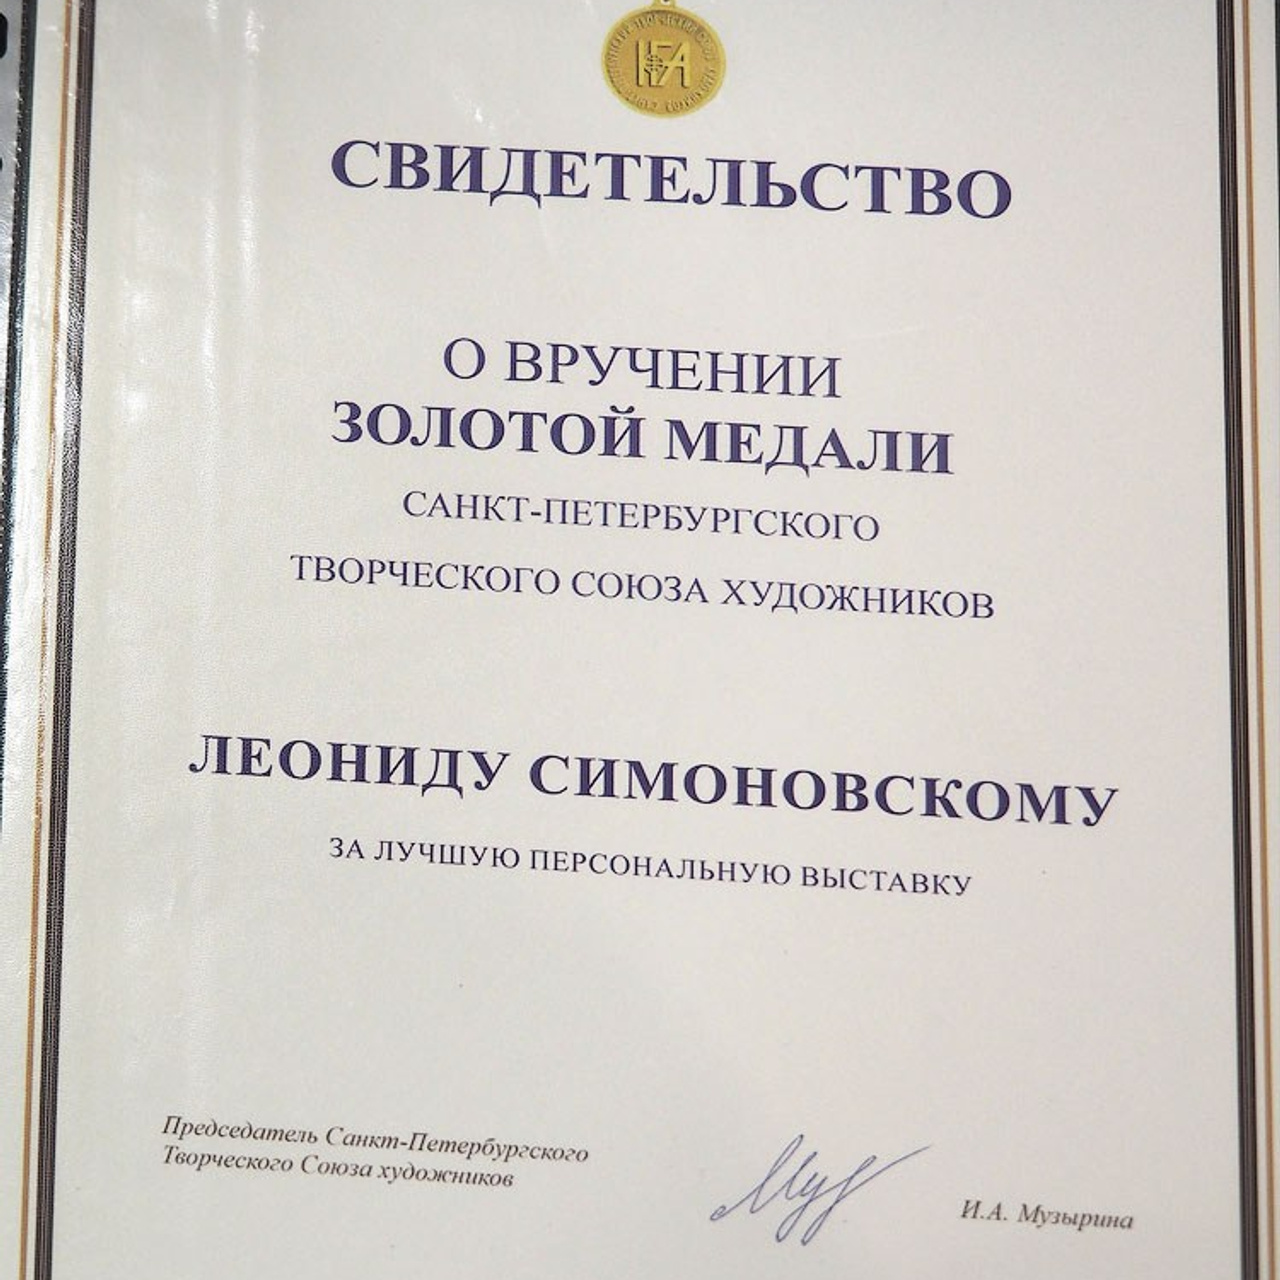 СВИДЕТЕЛЬСТВО
О ВРУЧЕНИИ
ЗОЛОТОЙ МЕДАЛИ
САНКТ-ПЕТЕРБУРГСКОГО
ТВОРЧЕСКОГО СОЮЗА ХУДОЖНИКОВ
ЛЕОНИДУ СИМОНОВСКОМУ
ЗА ЛУЧШУЮ ПЕРСОНАЛЬНУЮ ВЫСТАВКУ
Председатель Санкт-Петербургского
Творческого Союза художников
И.А. Музырина